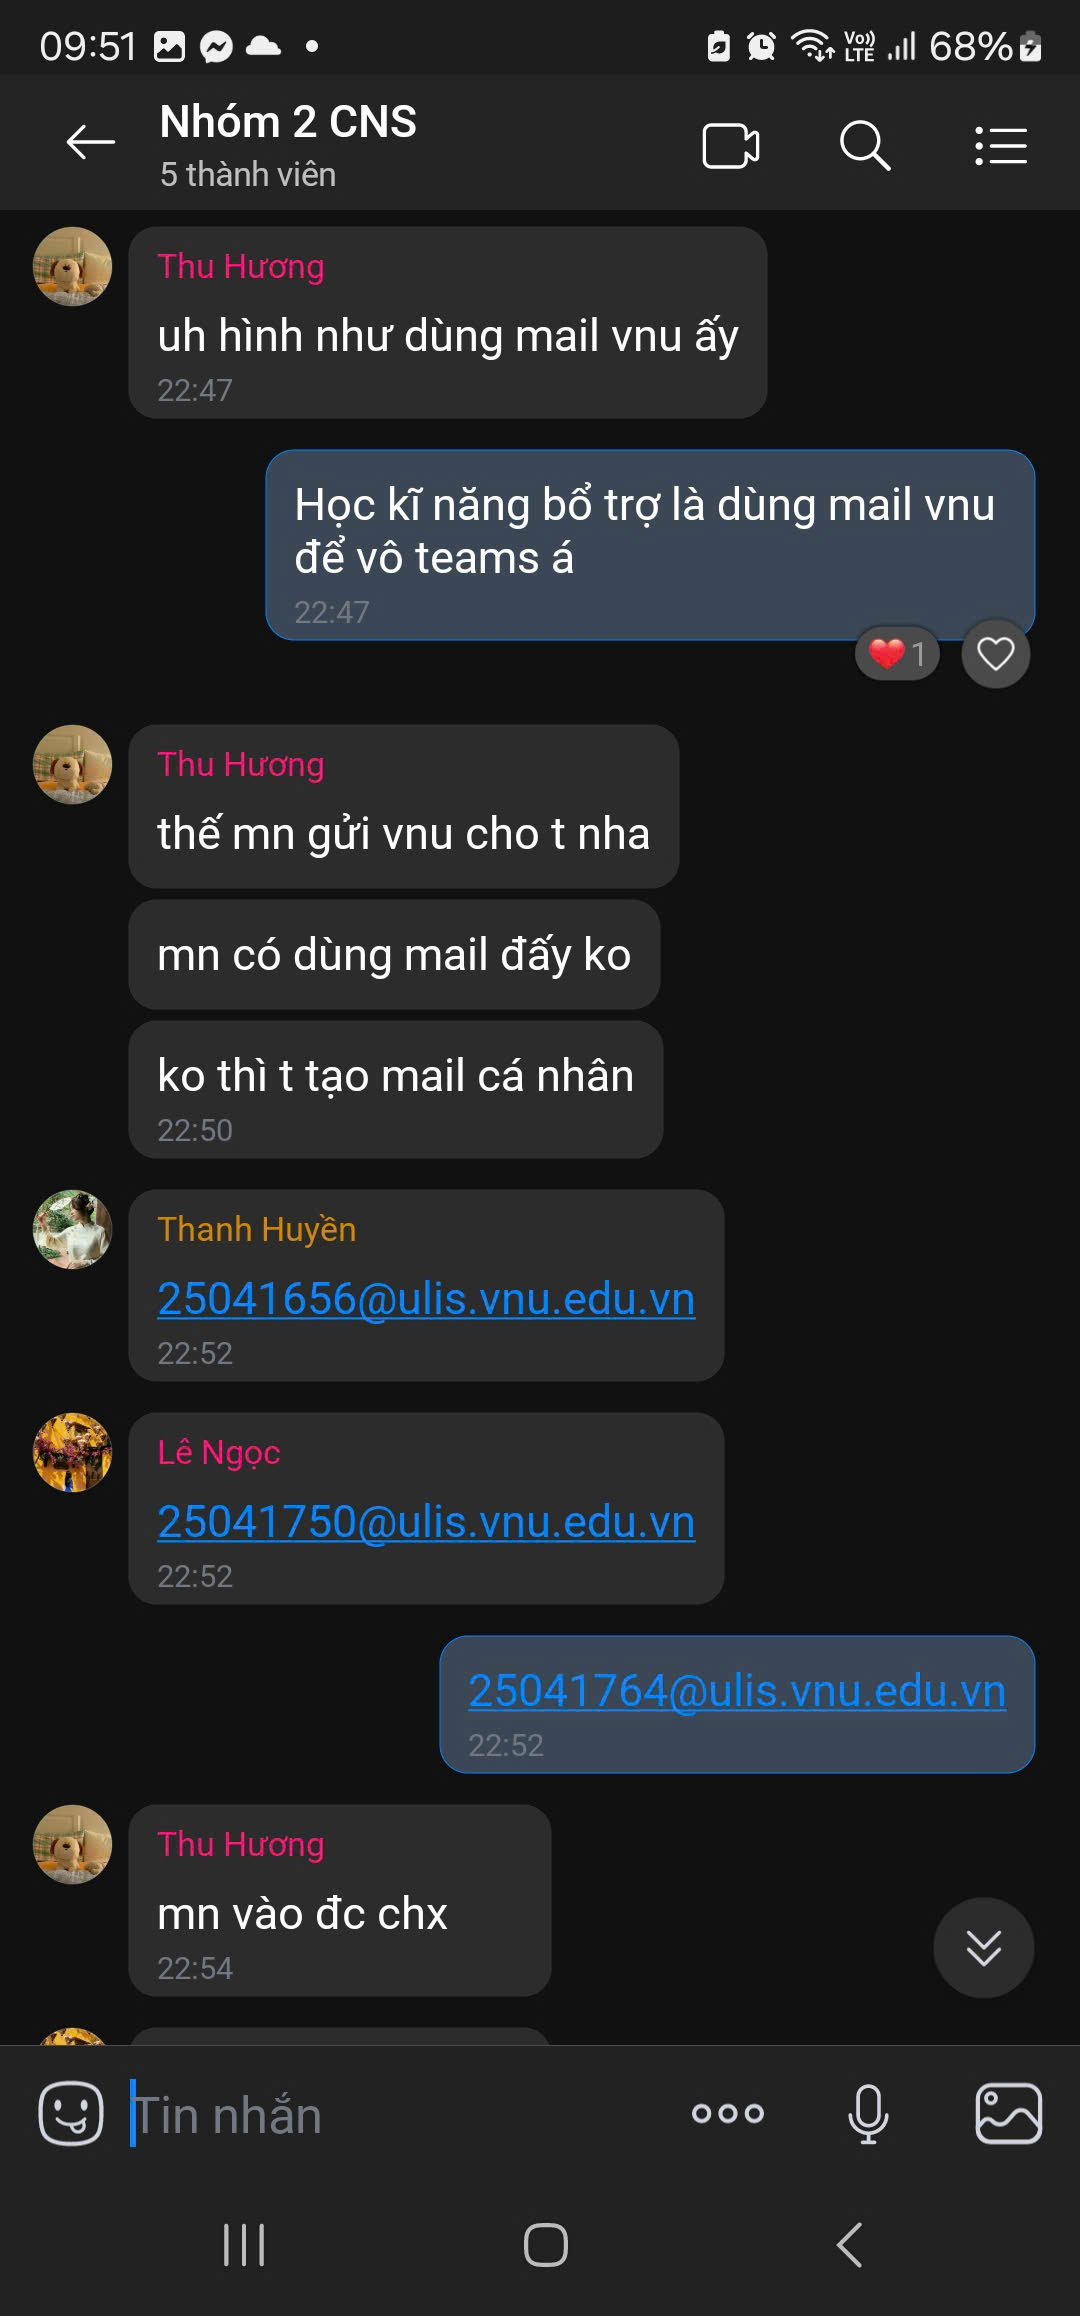 09:51
Vo)) LTE
68%
Nhóm 2 CNS
5 thành viên
Thu Hương
uh hình như dùng mail vnu ấy
22:47
Học kĩ năng bổ trợ là dùng mail vnu
để vô teams á
22:47
1
Thu Hương
thế mn gửi vnu cho t nha
mn có dùng mail đấy ko
ko thì t tạo mail cá nhân
22:50
Thanh Huyền
25041656@ulis.vnu.edu.vn
22:52
Lê Ngọc
25041750@ulis.vnu.edu.vn
22:52
25041764@ulis.vnu.edu.vn
22:52
Thu Hương
mn vào đc chx
22:54
Tin nhắn